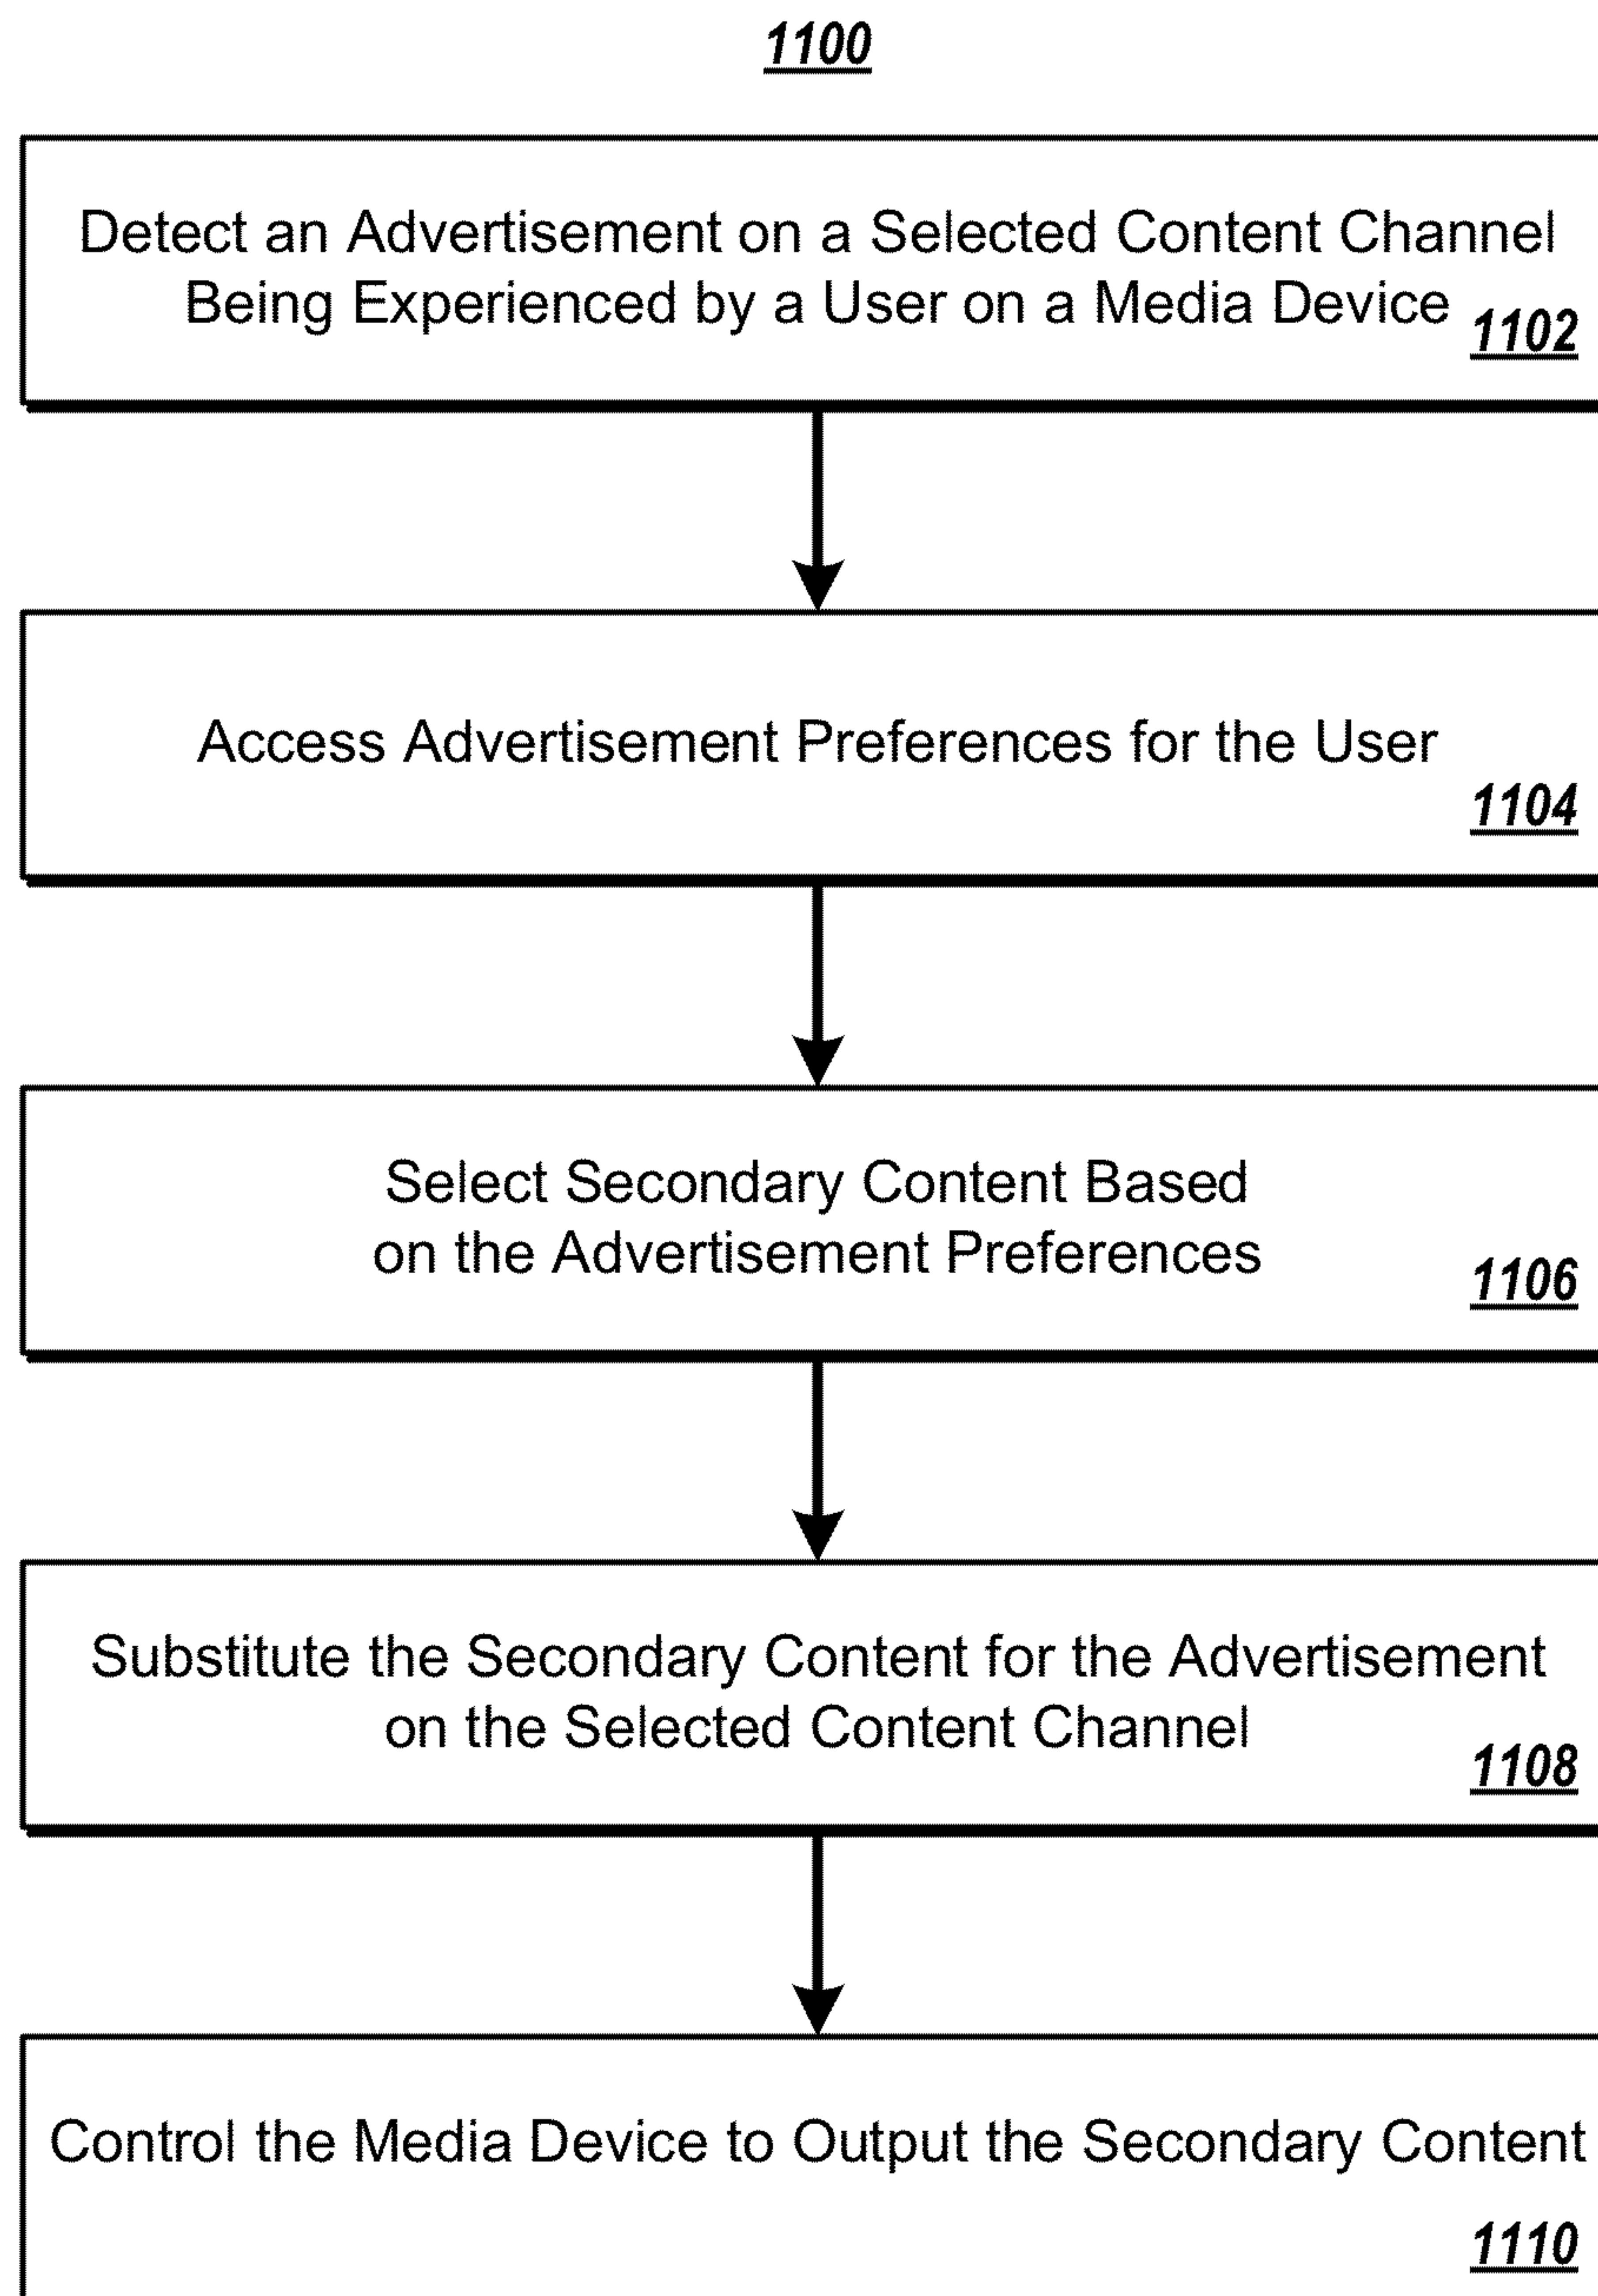 1100
Detect an Advertisement on a Selected Content Channel
Being Experienced by a User on a Media Device
1102
Access Advertisement Preferences for the User
1104
Select Secondary Content Based
on the Advertisement Preferences
1106
Substitute the Secondary Content for the Advertisement
on the Selected Content Channel
1108
Control the Media Device to Output the Secondary Content
1110